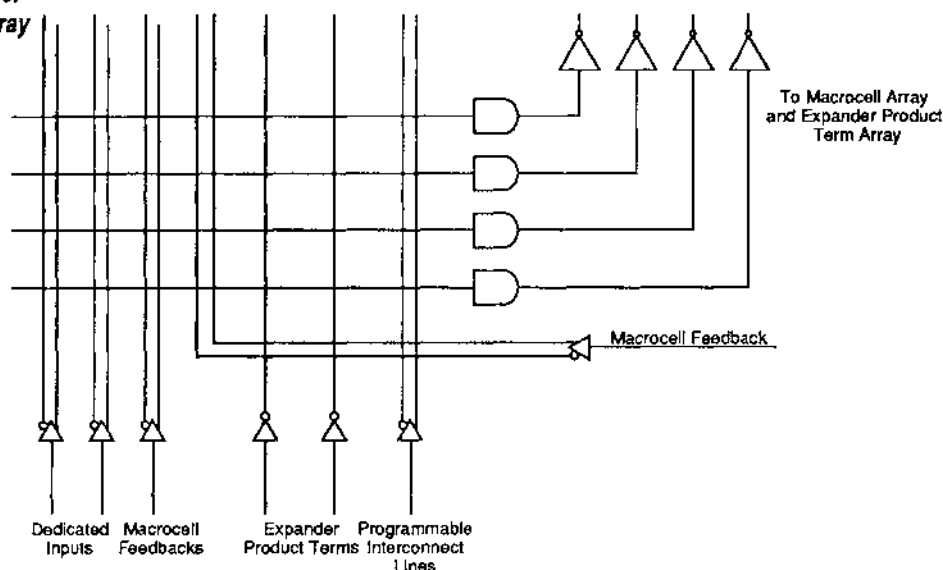 ray
To Macrocell Array
and Expander Product
Term Array
Macrocell Feedback
Dedicated
Inputs
Macrocell
Feedbacks
Expander
Product Terms
Programmable
Interconnect
Lines